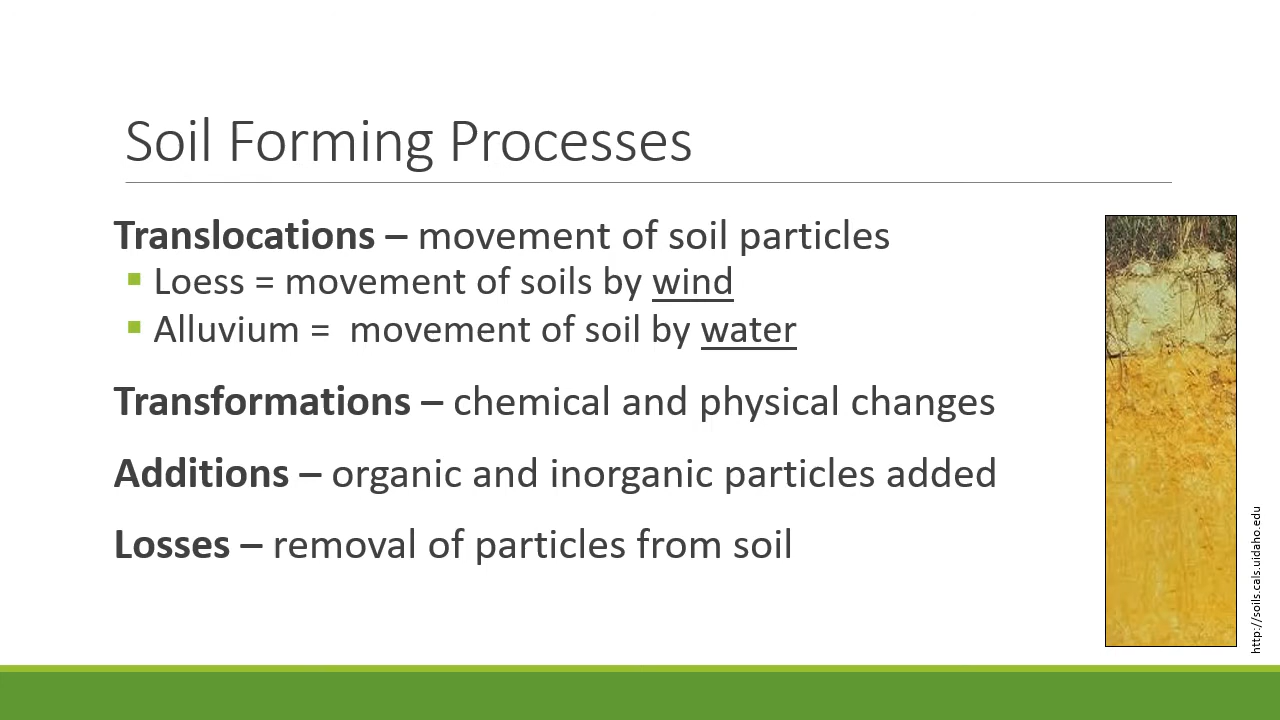 Soil Forming Processes
Translocations – movement of soil particles
▪ Loess = movement of soils by wind
▪ Alluvium =  movement of soil by water
Transformations – chemical and physical changes
Additions – organic and inorganic particles added
Losses – removal of particles from soil
http://soils.cals.uidaho.edu